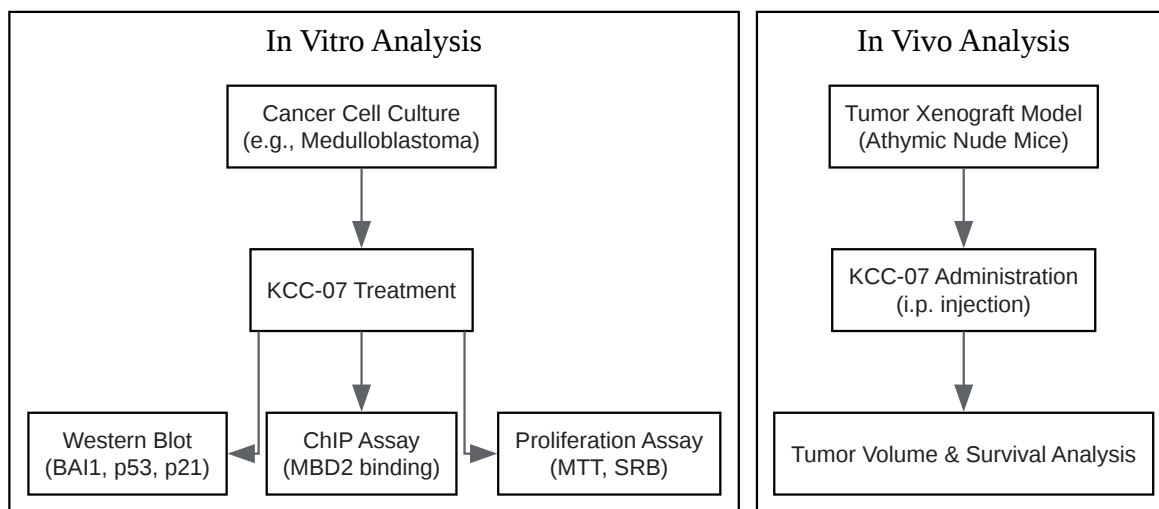 In Vitro Analysis
Cancer Cell Culture
(e.g., Medulloblastoma)
KCC-07 Treatment
Western Blot
(BAI1, p53, p21)
ChIP Assay
(MBD2 binding)
Proliferation Assay
(MTT, SRB)
In Vivo Analysis
Tumor Xenograft Model
(Athymic Nude Mice)
KCC-07 Administration
(i.p. injection)
Tumor Volume & Survival Analysis